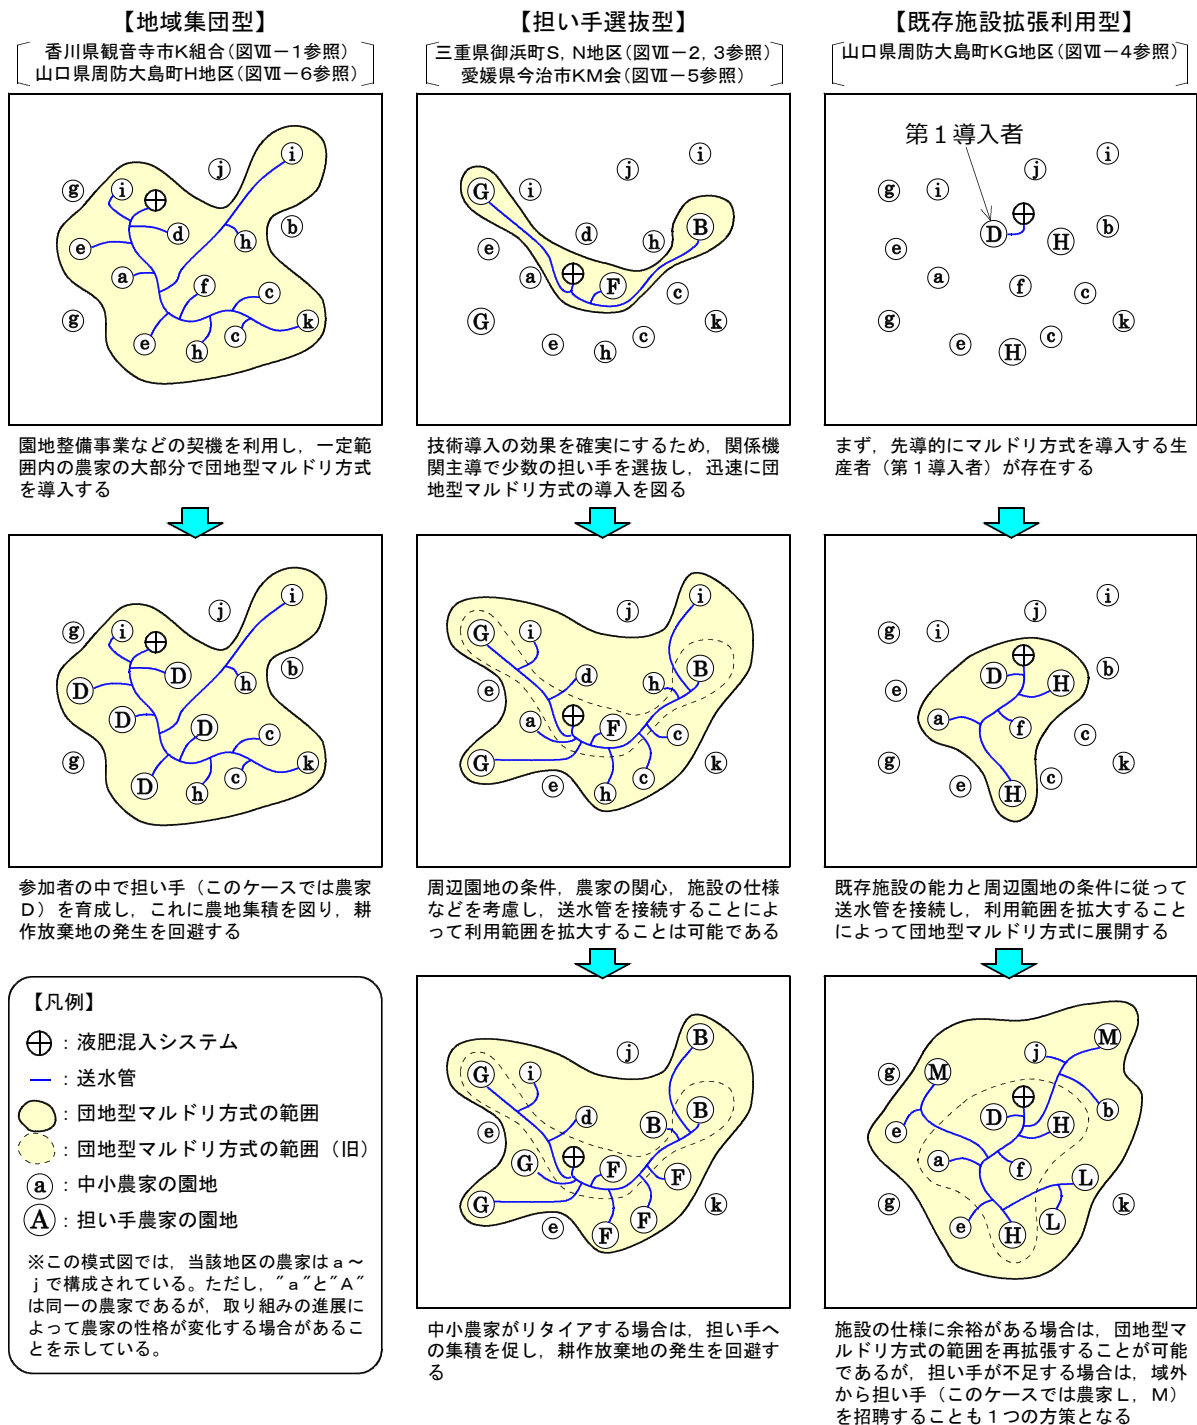 【地域集団型】
香川県観音寺市K組合(図Ⅶ－1参照)
山口県周防大島町H地区(図Ⅶ－6参照)
g
i
j
i
e
d
h
b
a
f
c
g
e
h
c
k
園地整備事業などの契機を利用し，一定範
囲内の農家の大部分で団地型マルドリ方式
を導入する
g
i
j
i
D
D
h
b
D
D
c
g
D
h
c
k
参加者の中で担い手（このケースでは農家
D）を育成し，これに農地集積を図り，耕
作放棄地の発生を回避する
【凡例】
：液肥混入システム
：送水管
：団地型マルドリ方式の範囲
：団地型マルドリ方式の範囲（旧）
a：中小農家の園地
A：担い手農家の園地
※この模式図では，当該地区の農家はａ～
ｊで構成されている。ただし，″ａ″と″Ａ″
は同一の農家であるが，取り組みの進展に
よって農家の性格が変化する場合があるこ
とを示している。
【担い手選抜型】
三重県御浜町S，N地区(図Ⅶ－2，3参照)
愛媛県今治市KM会(図Ⅶ－5参照)
G
i
j
i
e
d
h
B
a
F
c
G
e
h
c
k
技術導入の効果を確実にするため，関係機
関主導で少数の担い手を選抜し，迅速に団
地型マルドリ方式の導入を図る
G
i
j
i
e
d
h
B
a
F
c
G
e
h
c
k
周辺園地の条件，農家の関心，施設の仕様
などを考慮し，送水管を接続することによ
って利用範囲を拡大することは可能である
G
i
j
B
e
d
B
B
G
F
F
G
e
F
F
k
中小農家がリタイアする場合は，担い手へ
の集積を促し，耕作放棄地の発生を回避す
る
【既存施設拡張利用型】
山口県周防大島町KG地区(図Ⅶ－4参照)
第１導入者
g
i
j
i
e
D
H
b
a
f
c
g
e
H
c
k
まず，先導的にマルドリ方式を導入する生
産者（第１導入者）が存在する
g
i
j
i
e
D
H
b
a
f
c
g
e
H
c
k
既存施設の能力と周辺園地の条件に従って
送水管を接続し，利用範囲を拡大すること
によって団地型マルドリ方式に展開する
g
M
j
M
e
D
H
b
a
f
L
g
e
H
L
k
施設の仕様に余裕がある場合は，団地型マ
ルドリ方式の範囲を再拡張することが可能
であるが，担い手が不足する場合は，域外
から担い手（このケースでは農家Ｌ，Ｍ）
を招聘することも１つの方策となる